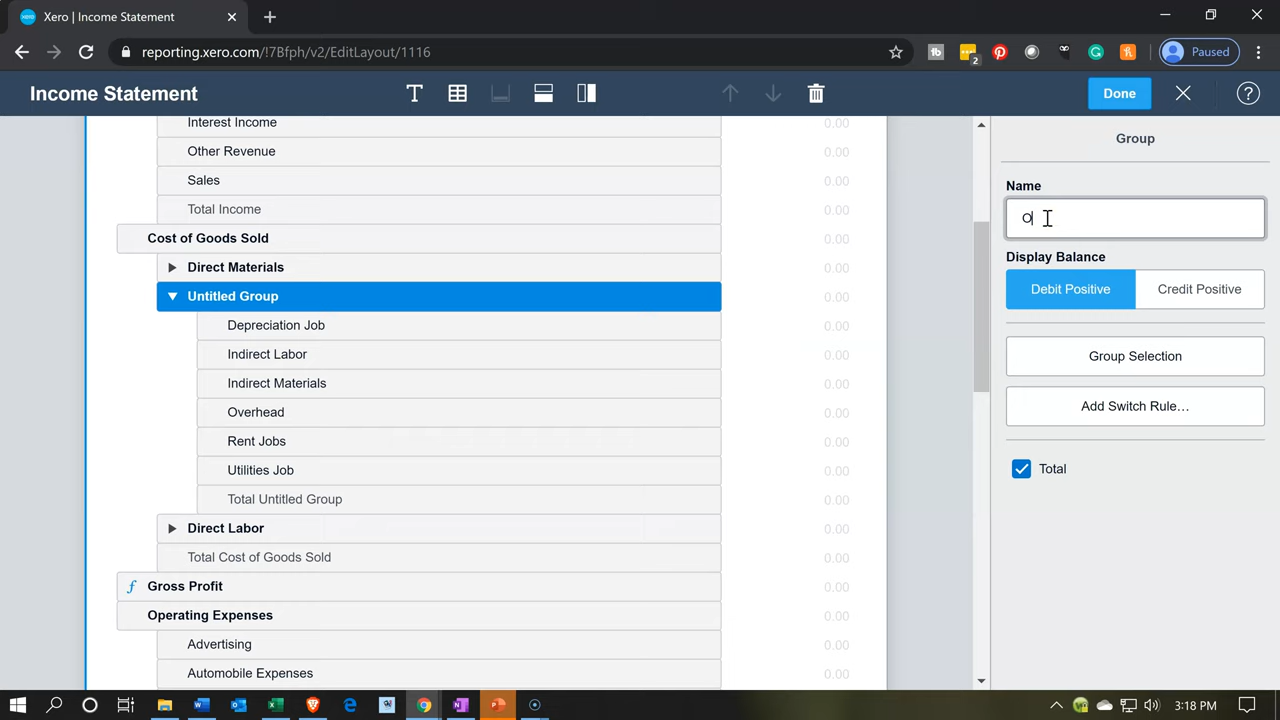 Xero | Income Statement
reporting.xero.com/!7Bfph/v2/EditLayout/1116
2
Paused
Income Statement
Done
Interest Income 0.00
Other Revenue 0.00
Sales 0.00
Total Income 0.00
Cost of Goods Sold
Direct Materials 0.00
Untitled Group 0.00
Depreciation Job 0.00
Indirect Labor 0.00
Indirect Materials 0.00
Overhead 0.00
Rent Jobs 0.00
Utilities Job 0.00
Total Untitled Group 0.00
Direct Labor 0.00
Total Cost of Goods Sold 0.00
Gross Profit 0.00
Operating Expenses
Advertising 0.00
Automobile Expenses 0.00
Group
Name
O
Display Balance
Debit Positive Credit Positive
Group Selection
Add Switch Rule…
Total
3:18 PM